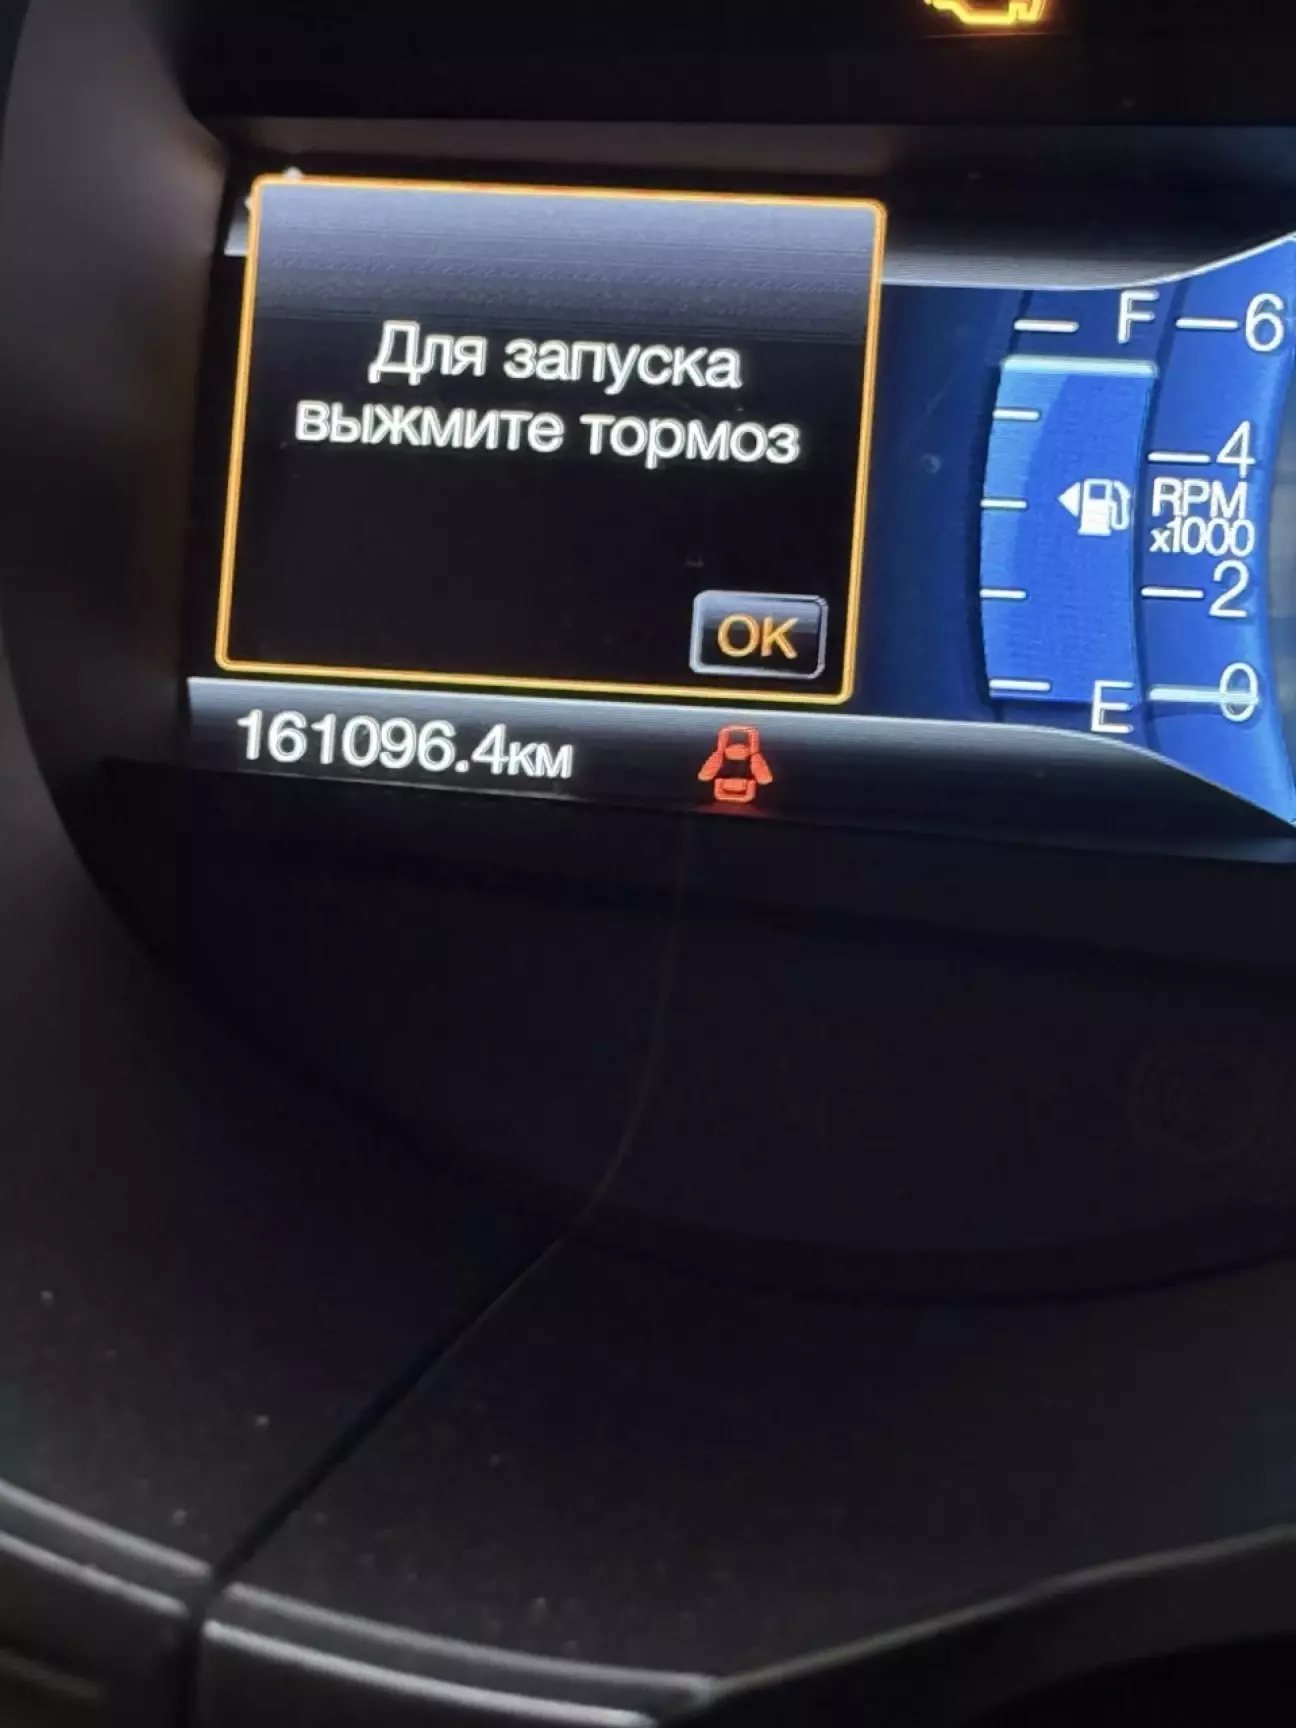 Для запуска
выжмите тормоз
OK
161096.4км
F
E
6
4
RPM
x1000
2
0